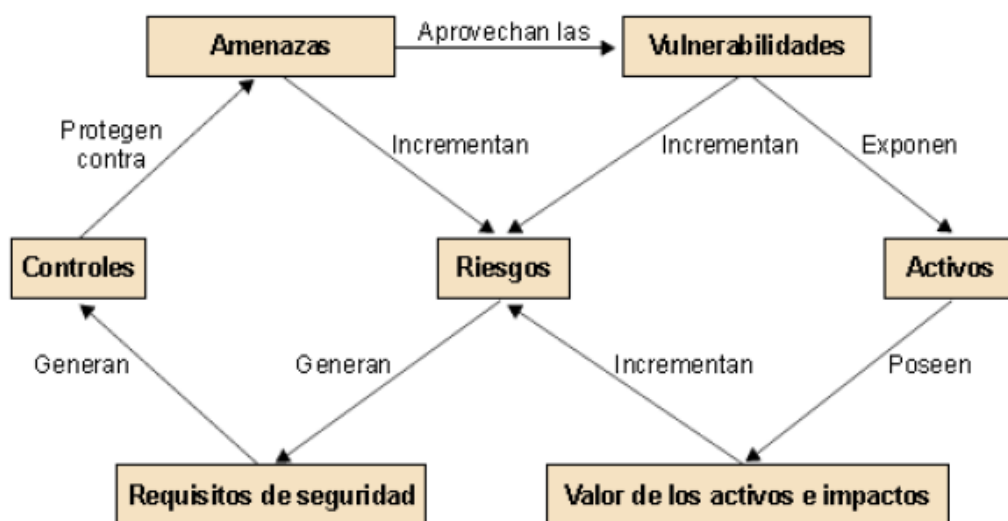 Amenazas
Aprovechan las
Vulnerabilidades
Protegen
contra
Incrementan
Incrementan
Exponen
Controles
Riesgos
Activos
Generan
Generan
Incrementan
Poseen
Requisitos de seguridad
Valor de los activos e impactos